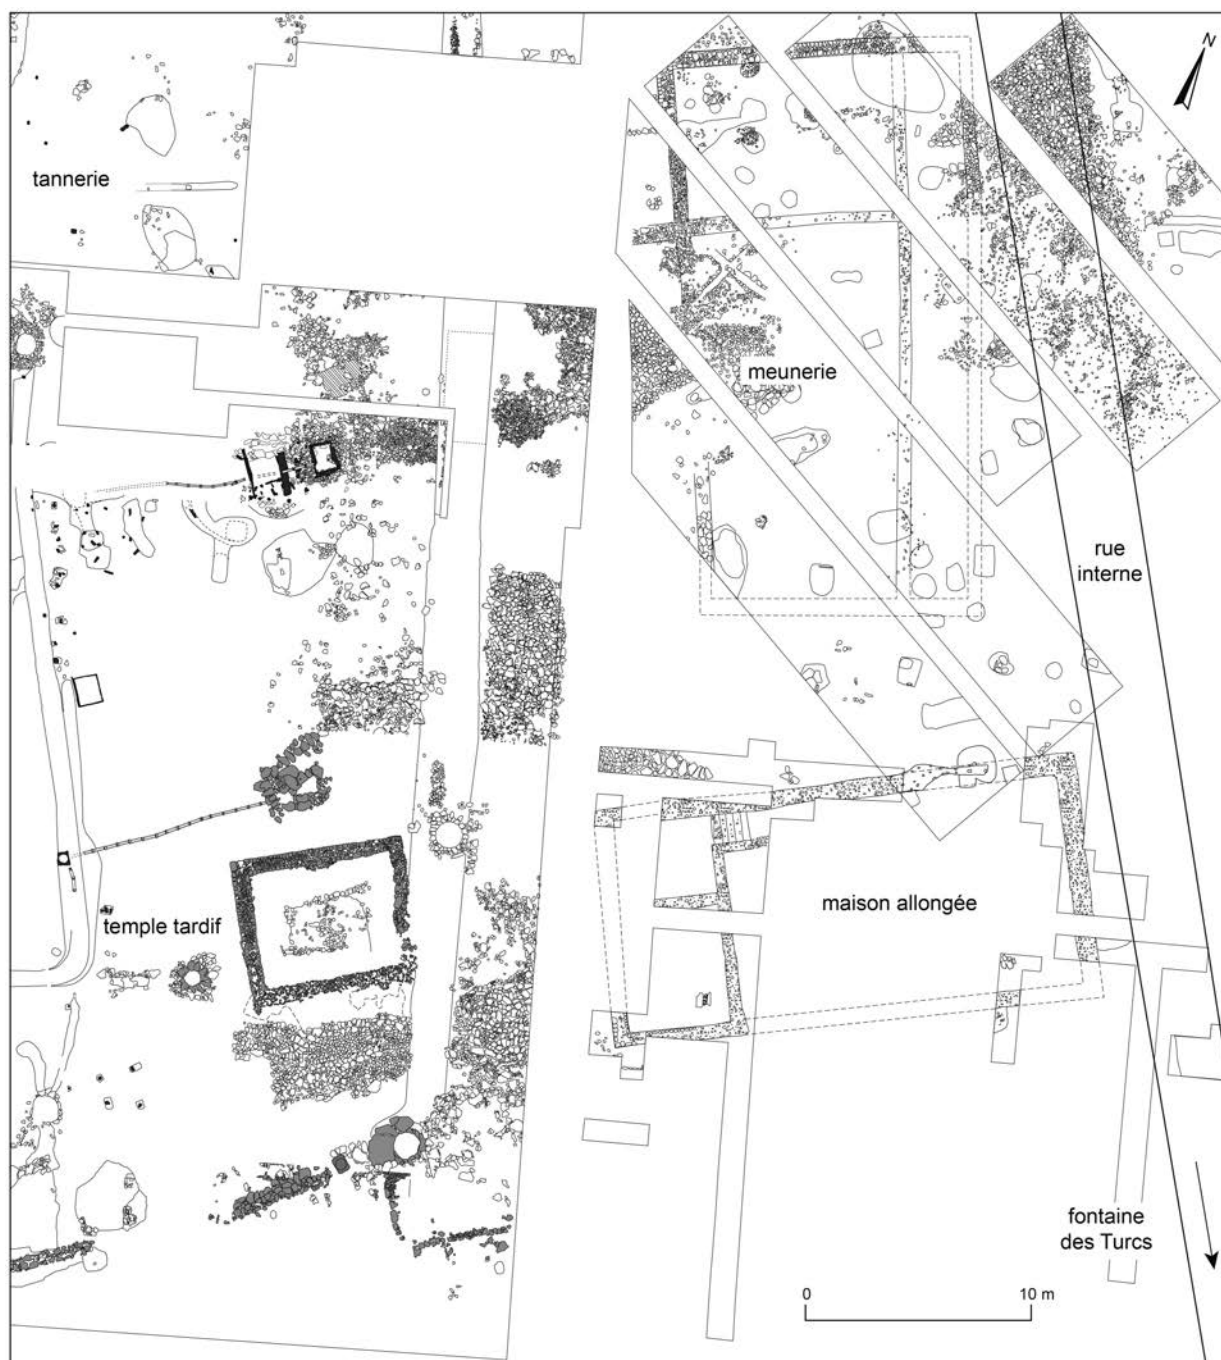 N
tannerie
meunerie
rue
interne
maison allongée
temple tardif
fontaine
des Turcs
0 10 m